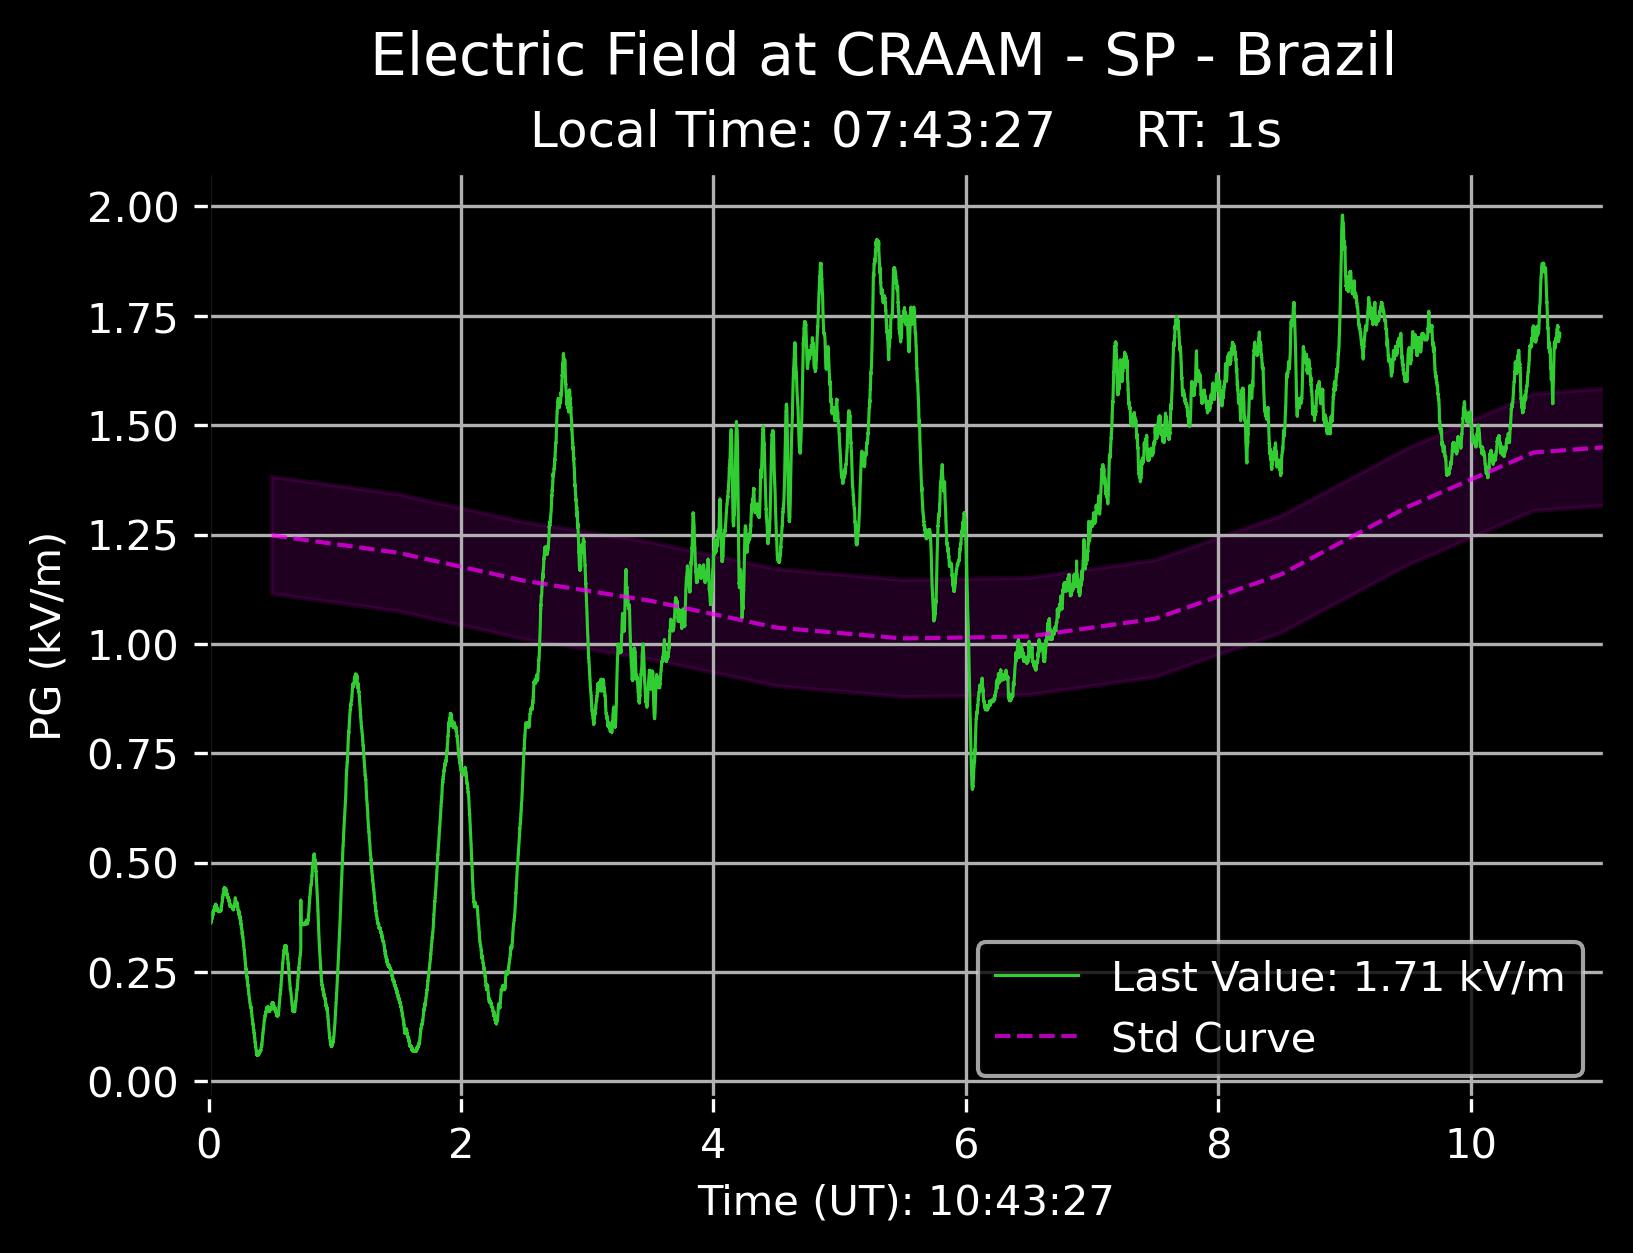 Electric Field at CRAAM - SP - Brazil
Local Time: 07:43:27 RT: 1s
PG (kV/m)
2.00
1.75
1.50
1.25
1.00
0.75
0.50
0.25
0.00
Last Value: 1.71 kV/m
Std Curve
0 2 4 6 8 10
Time (UT): 10:43:27